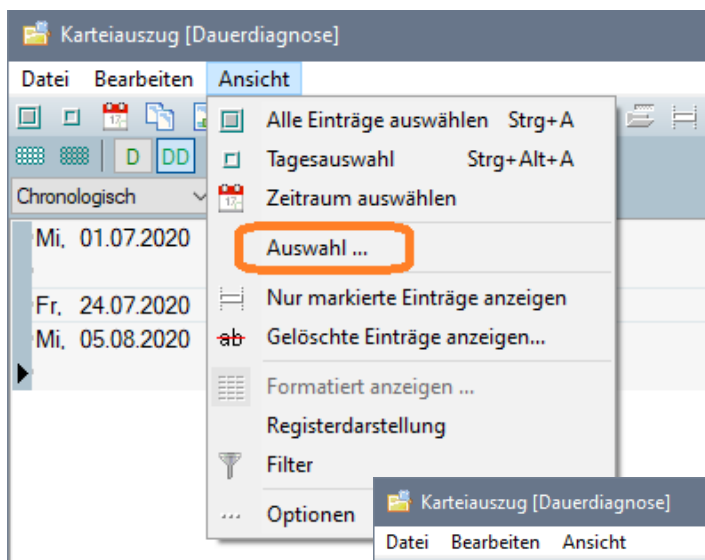 Karteiauszug [Dauerdiagnose]
Datei Bearbeiten Ansicht
Alle Einträge auswählen Strg+A
D DD
Tagesauswahl Strg+Alt+A
Chronologisch
Zeitraum auswählen
Mi, 01.07.2020
Auswahl ...
Fr, 24.07.2020
Nur markierte Einträge anzeigen
Mi, 05.08.2020
Gelöschte Einträge anzeigen...
Formatiert anzeigen ...
Registerdarstellung
Filter
Optionen
Karteiauszug [Dauerdiagnose]
Datei Bearbeiten Ansicht